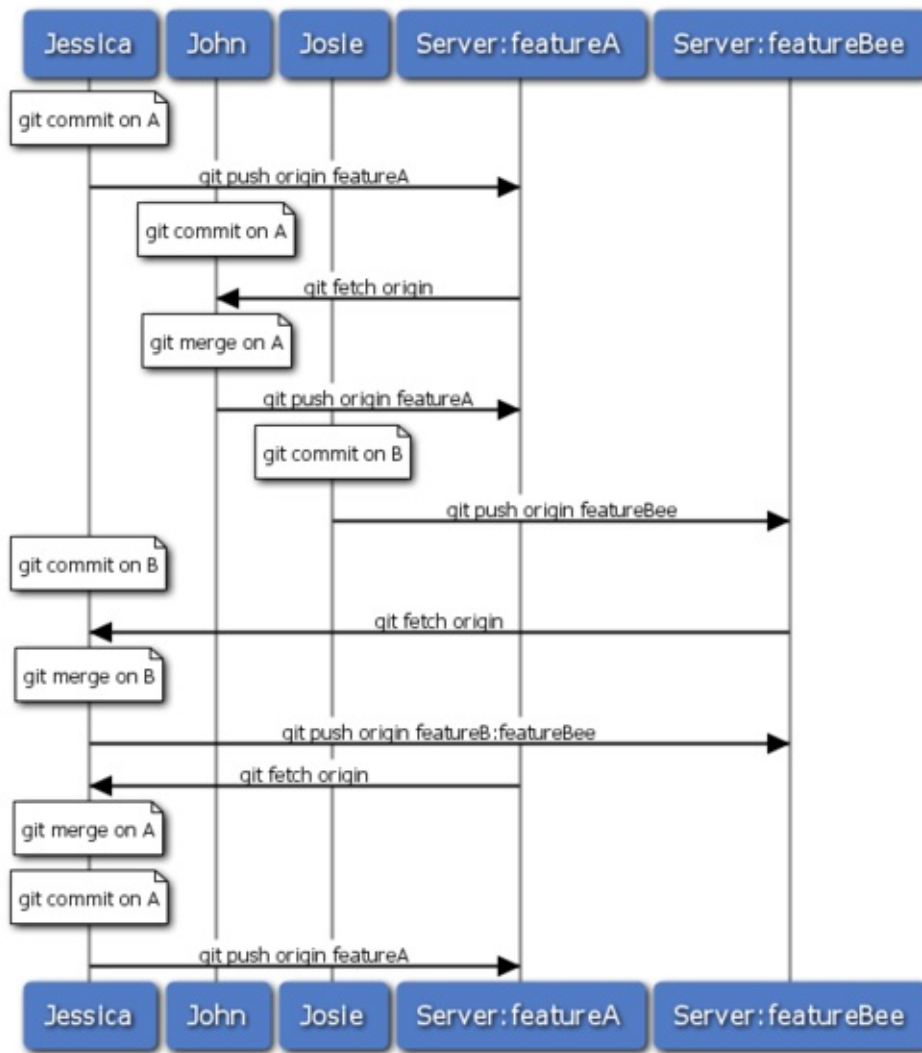 Jessica
John
Josie
Server:featureA
Server:featureBee
git commit on A
git push origin featureA
git commit on A
git fetch origin
git merge on A
git push origin featureA
git commit on B
git push origin featureBee
git commit on B
git fetch origin
git merge on B
git push origin featureB:featureBee
git fetch origin
git merge on A
git commit on A
git push origin featureA
Jessica
John
Josie
Server:featureA
Server:featureBee